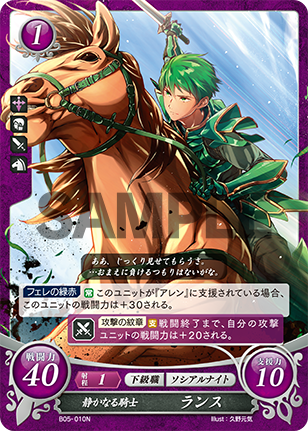 1
SAMPLE
ああ、じっくり見せてもらうさ。
…おまえに負けるつもりはないがな。
フェレの緑赤 常 このユニットが『アレン』に支援されている場合、
このユニットの戦闘力は+30される。
攻撃の紋章 支 戦闘終了まで、自分の攻撃
ユニットの戦闘力は+20される。
戦闘力 40
射程 1 下級職 ソシアルナイト
支援力 10
静かなる騎士 ランス
B05-010N
Illust:久野元気